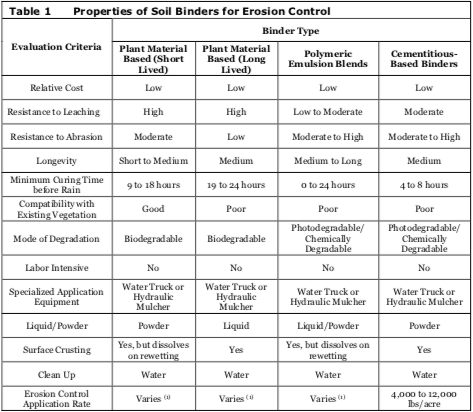 Table 1 Properties of Soil Binders for Erosion Control
Evaluation Criteria
Binder Type
Plant Material Based (Short Lived)
Plant Material Based (Long Lived)
Polymeric Emulsion Blends
Cementitious-Based Binders
Relative Cost Low Low Low Low
Resistance to Leaching High High Low to Moderate Moderate
Resistance to Abrasion Moderate Low Moderate to High Moderate to High
Longevity Short to Medium Medium Medium to Long Medium
Minimum Curing Time before Rain 9 to 18 hours 19 to 24 hours 0 to 24 hours 4 to 8 hours
Compatibility with Existing Vegetation Good Poor Poor Poor
Mode of Degradation Biodegradable Biodegradable Photodegradable/ Chemically Degradable Photodegradable/ Chemically Degradable
Labor Intensive No No No No
Specialized Application Equipment Water Truck or Hydraulic Mulcher Water Truck or Hydraulic Mulcher Water Truck or Hydraulic Mulcher Water Truck or Hydraulic Mulcher
Liquid/Powder Powder Liquid Liquid/Powder Powder
Surface Crusting Yes, but dissolves on rewetting Yes Yes, but dissolves on rewetting Yes
Clean Up Water Water Water Water
Erosion Control Application Rate Varies (1) Varies (1) Varies (1) 4,000 to 12,000 lbs/acre